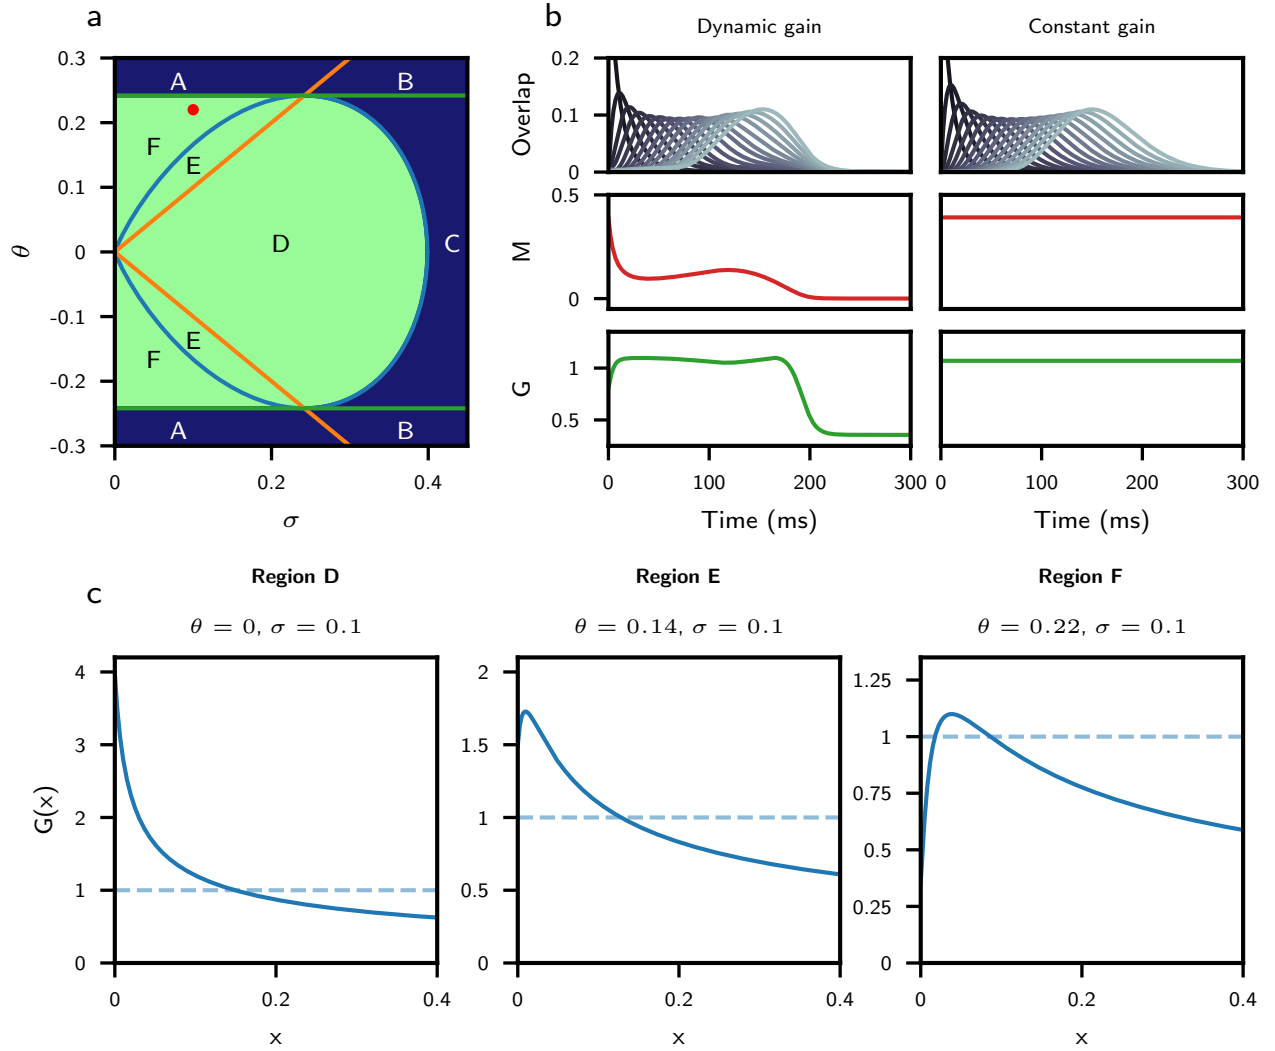 a
0.3
0.2
0.1
0
-0.1
-0.2
-0.3
θ
A
B
F
E
D
C
E
F
A
B
0
0.2
0.4
σ
b
Dynamic gain
Constant gain
0.2
0.1
0
Overlap
0.5
0
M
1
0.5
G
0
100
200
300
0
100
200
300
Time (ms)
Time (ms)
c
Region D
Region E
Region F
θ = 0, σ = 0.1
θ = 0.14, σ = 0.1
θ = 0.22, σ = 0.1
4
3
2
1
0
G(x)
0
0.2
0.4
x
2
1.5
1
0.5
0
0
0.2
0.4
x
1.25
1
0.75
0.5
0.25
0
0
0.2
0.4
x